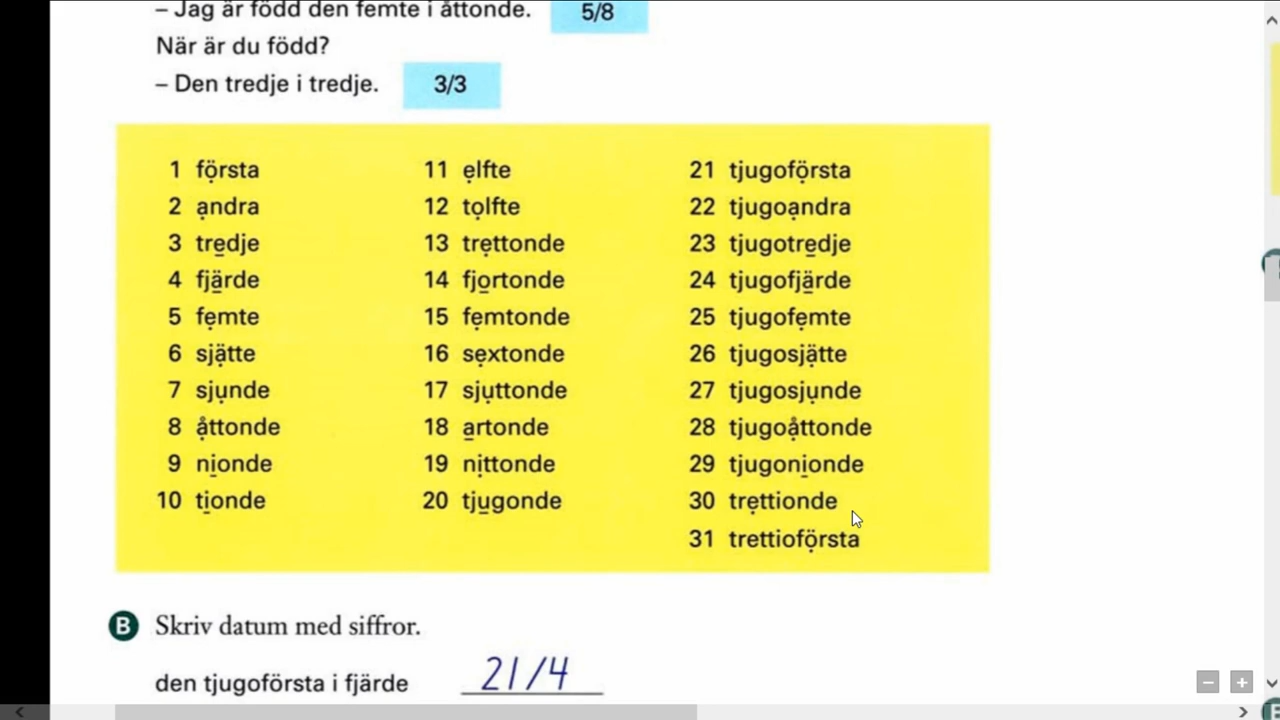 – Jag är född den femte i åttonde. 5/8
När är du född?
– Den tredje i tredje. 3/3
1 första
2 andra
3 tredje
4 fjärde
5 femte
6 sjätte
7 sjunde
8 åttonde
9 nionde
10 tionde
11 elfte
12 tolfte
13 trettonde
14 fjortonde
15 femtonde
16 sextonde
17 sjuttonde
18 artonde
19 nittonde
20 tjugonde
21 tjugoförsta
22 tjugoandra
23 tjugotredje
24 tjugofjärde
25 tjugofemte
26 tjugosjätte
27 tjugosjunde
28 tjugoåttonde
29 tjugonionde
30 trettionde
31 trettioförsta
B Skriv datum med siffror.
den tjugoförsta i fjärde 21/4